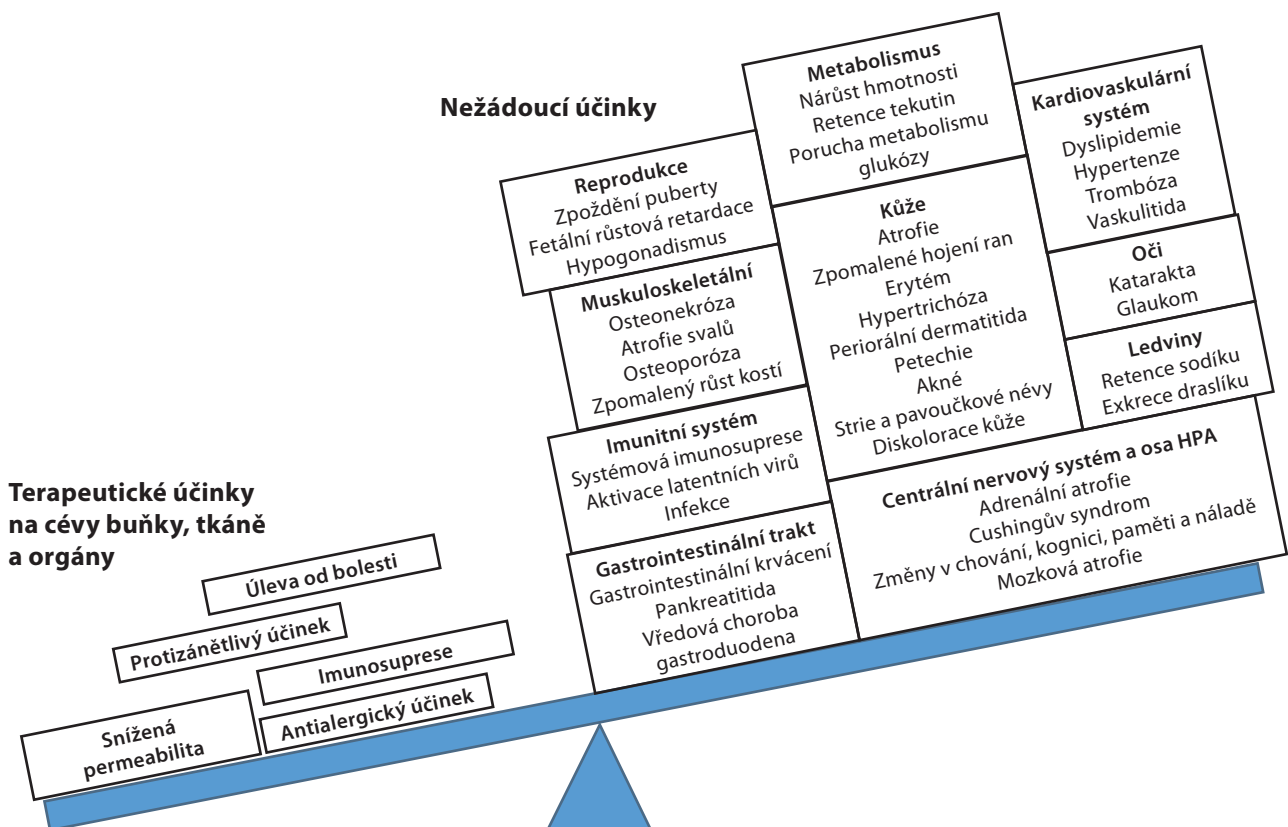 Nežádoucí účinky
Metabolismus
Nárůst hmotnosti
Retence tekutin
Porucha metabolismu
glukózy
Kardiovaskulární
systém
Dyslipidemie
Hypertenze
Trombóza
Vaskulitida
Reprodukce
Zpoždění puberty
Fetální růstová retardace
Hypogonadismus
Kůže
Atrofie
Zpomalené hojení ran
Erytém
Hypertrichóza
Periorální dermatitida
Petechie
Akné
Strie a pavoučkové névy
Diskolorace kůže
Oči
Katarakta
Glaukom
Muskuloskeletální
Osteonekróza
Atrofie svalů
Osteoporóza
Zpomalený růst kostí
Ledviny
Retence sodíku
Exkrece draslíku
Imunitní systém
Systémová imunosuprese
Aktivace latentních virů
Infekce
Centrální nervový systém a osa HPA
Adrenální atrofie
Cushingův syndrom
Změny v chování, kognici, paměti a náladě
Mozková atrofie
Gastrointestinální trakt
Gastrointestinální krvácení
Pankreatitida
Vředová choroba
gastroduodena
Terapeutické účinky
na cévy buňky, tkáně
a orgány
Úleva od bolesti
Protizánětlivý účinek
Imunosuprese
Antialergický účinek
Snížená
permeabilita